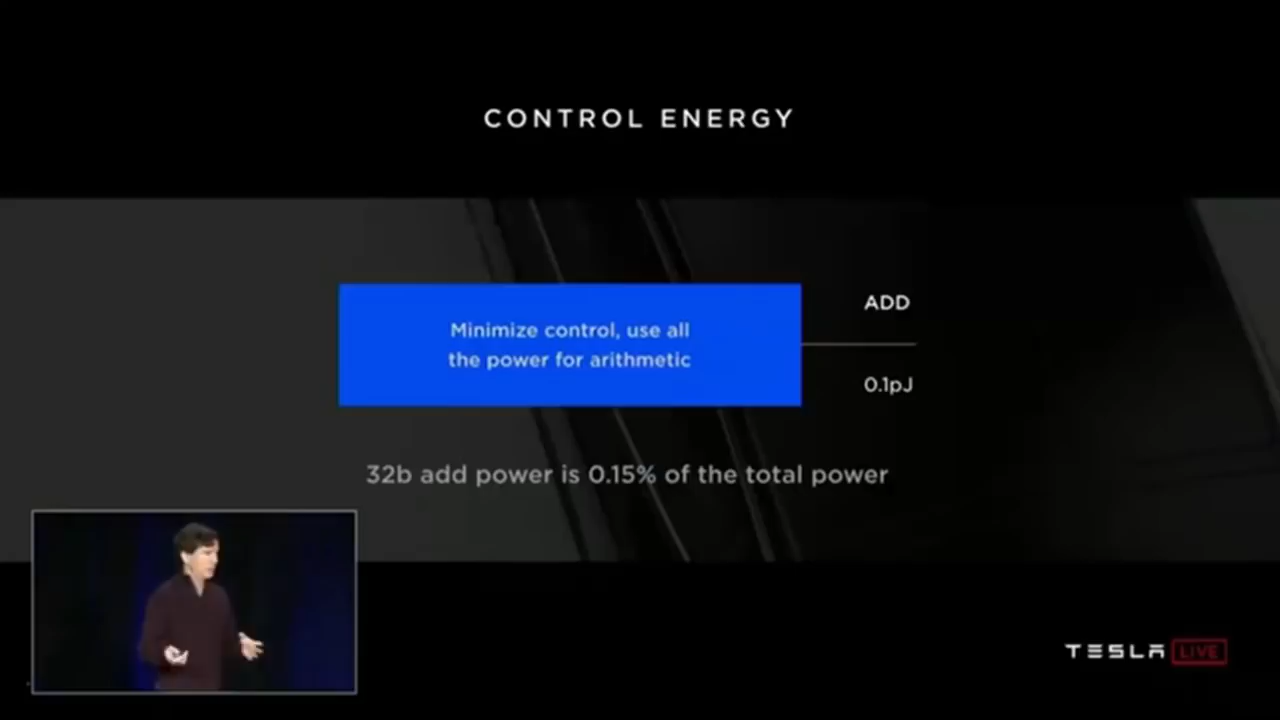 CONTROL ENERGY
Minimize control, use all
the power for arithmetic
ADD
0.1pJ
32b add power is 0.15% of the total power
TESLA LIVE